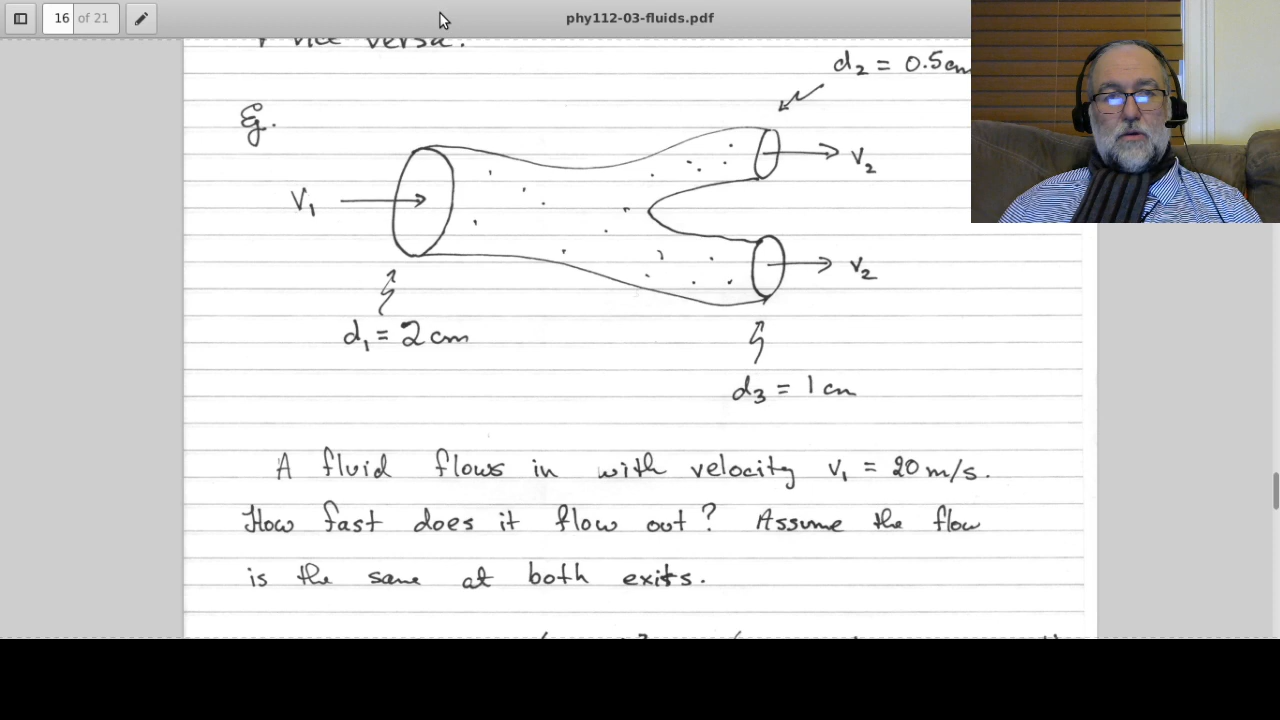 16 of 21
phy112-03-fluids.pdf
vice versa.
d₂ = 0.5cm
Eg.
V₁
V₂
V₂
d₁ = 2 cm
d₃ = 1 cm
A fluid flows in with velocity v₁ = 20 m/s.
How fast does it flow out? Assume the flow
is the same at both exits.